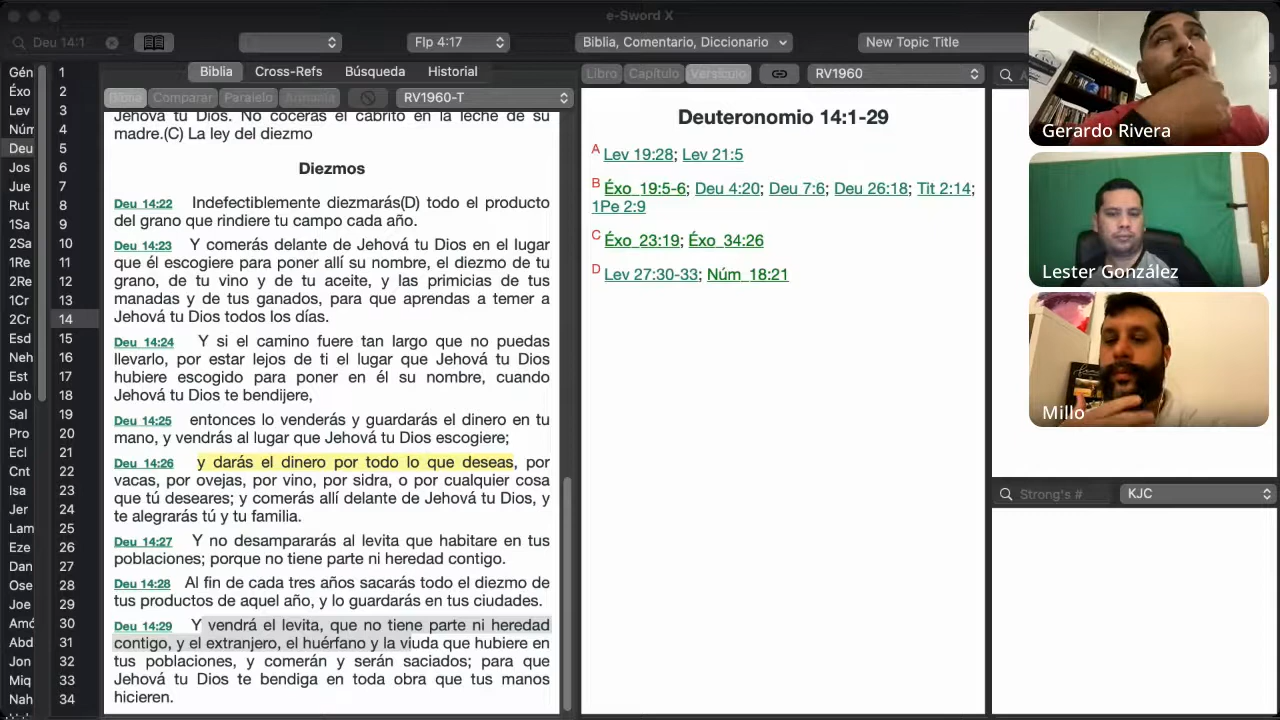 e-Sword X
Deu 14:1
Flp 4:17
Biblia, Comentario, Diccionario
New Topic Title
Biblia
Cross-Refs
Búsqueda
Historial
Biblia
Comparar
Paralelo
Armonía
RV1960-T
Libro
Capítulo
Versículo
RV1960
Gén
Éxo
Lev
Núm
Deu
Jos
Jue
Rut
1Sa
2Sa
1Re
2Re
1Cr
2Cr
Esd
Neh
Est
Job
Sal
Pro
Ecl
Cnt
Isa
Jer
Lam
Eze
Dan
Ose
Joe
Amó
Abd
Jon
Miq
Nah
1
2
3
4
5
6
7
8
9
10
11
12
13
14
15
16
17
18
19
20
21
22
23
24
25
26
27
28
29
30
31
32
33
34
Jehová tu Dios. No cocerás el cabrito en la leche de su
madre.(C) La ley del diezmo
Diezmos
Deu 14:22 Indefectiblemente diezmarás(D) todo el producto
del grano que rindiere tu campo cada año.
Deu 14:23 Y comerás delante de Jehová tu Dios en el lugar
que él escogiere para poner allí su nombre, el diezmo de tu
grano, de tu vino y de tu aceite, y las primicias de tus
manadas y de tus ganados, para que aprendas a temer a
Jehová tu Dios todos los días.
Deu 14:24 Y si el camino fuere tan largo que no puedas
llevarlo, por estar lejos de ti el lugar que Jehová tu Dios
hubiere escogido para poner en él su nombre, cuando
Jehová tu Dios te bendijere,
Deu 14:25 entonces lo venderás y guardarás el dinero en tu
mano, y vendrás al lugar que Jehová tu Dios escogiere;
Deu 14:26 y darás el dinero por todo lo que deseas, por
vacas, por ovejas, por vino, por sidra, o por cualquier cosa
que tú deseares; y comerás allí delante de Jehová tu Dios, y
te alegrarás tú y tu familia.
Deu 14:27 Y no desampararás al levita que habitare en tus
poblaciones; porque no tiene parte ni heredad contigo.
Deu 14:28 Al fin de cada tres años sacarás todo el diezmo de
tus productos de aquel año, y lo guardarás en tus ciudades.
Deu 14:29 Y vendrá el levita, que no tiene parte ni heredad
contigo, y el extranjero, el huérfano y la viuda que hubiere en
tus poblaciones, y comerán y serán saciados; para que
Jehová tu Dios te bendiga en toda obra que tus manos
hicieren.
Deuteronomio 14:1-29
A Lev 19:28; Lev 21:5
B Éxo_19:5-6; Deu 4:20; Deu 7:6; Deu 26:18; Tit 2:14;
1Pe 2:9
C Éxo_23:19; Éxo_34:26
D Lev 27:30-33; Núm_18:21
Gerardo Rivera
Lester González
Millo
Strong's #
KJC